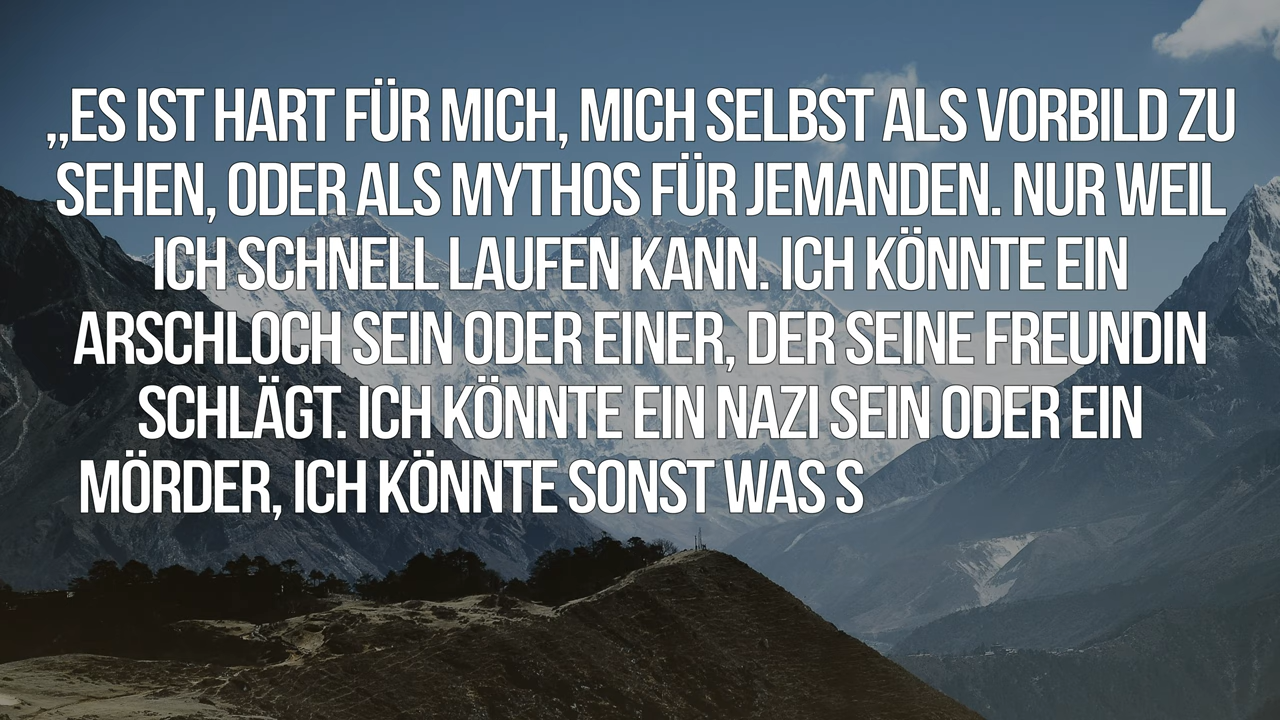 „ES IST HART FÜR MICH, MICH SELBST ALS VORBILD ZU
SEHEN, ODER ALS MYTHOS FÜR JEMANDEN. NUR WEIL
ICH SCHNELL LAUFEN KANN. ICH KÖNNTE EIN
ARSCHLOCH SEIN ODER EINER, DER SEINE FREUNDIN
SCHLÄGT. ICH KÖNNTE EIN NAZI SEIN ODER EIN
MÖRDER, ICH KÖNNTE SONST WAS S